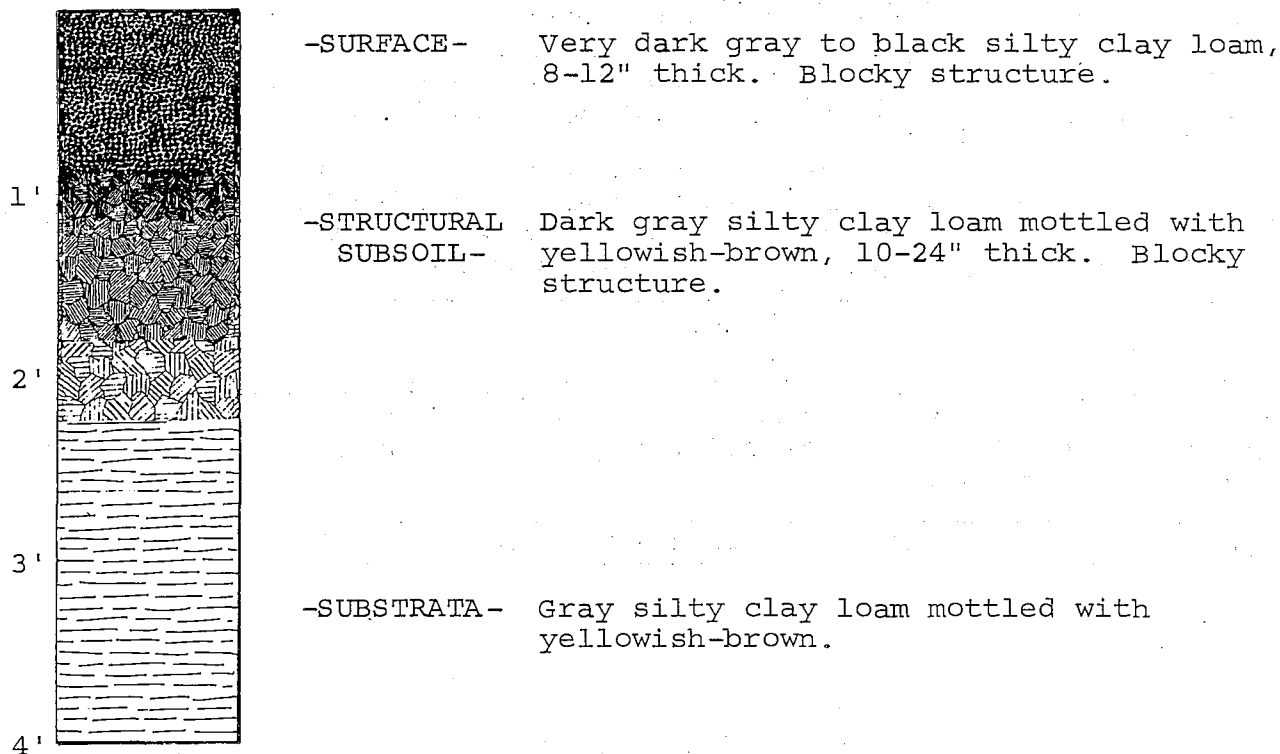 -SURFACE- Very dark gray to black silty clay loam,
8-12" thick. Blocky structure.
1'
-STRUCTURAL Dark gray silty clay loam mottled with
SUBSOIL- yellowish-brown, 10-24" thick. Blocky
structure.
2'
3'
-SUBSTRATA- Gray silty clay loam mottled with
yellowish-brown.
4'